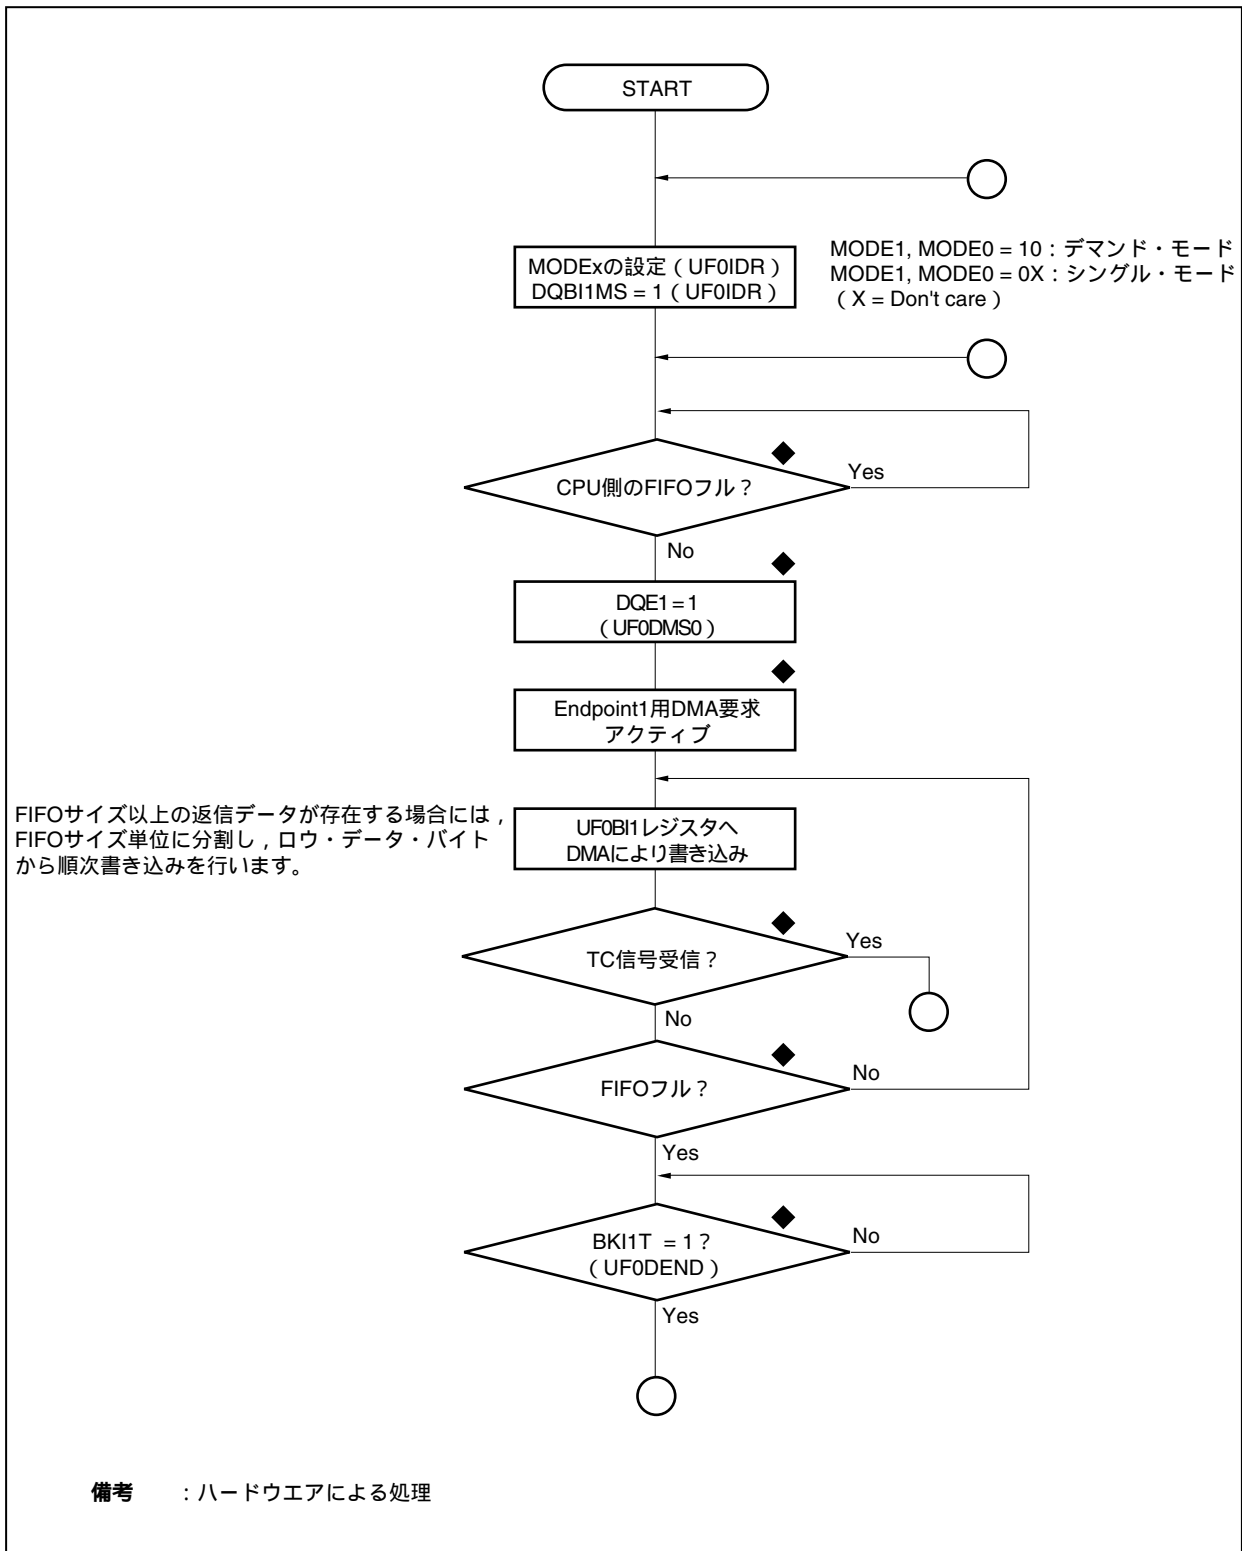 START
MODExの設定（UF0IDR）
DQBI1MS = 1（UF0IDR）
MODE1, MODE0 = 10：デマンド・モード
MODE1, MODE0 = 0X：シングル・モード
（X = Don't care）
CPU側のFIFOフル？
Yes
No
DQE1 = 1
（UF0DMS0）
Endpoint1用DMA要求
アクティブ
FIFOサイズ以上の返信データが存在する場合には，
FIFOサイズ単位に分割し，ロウ・データ・バイト
から順次書き込みを行います。
UF0BI1レジスタへ
DMAにより書き込み
TC信号受信？
Yes
No
FIFOフル？
No
Yes
BKI1T = 1？
（UF0DEND）
No
Yes
備考　：ハードウエアによる処理